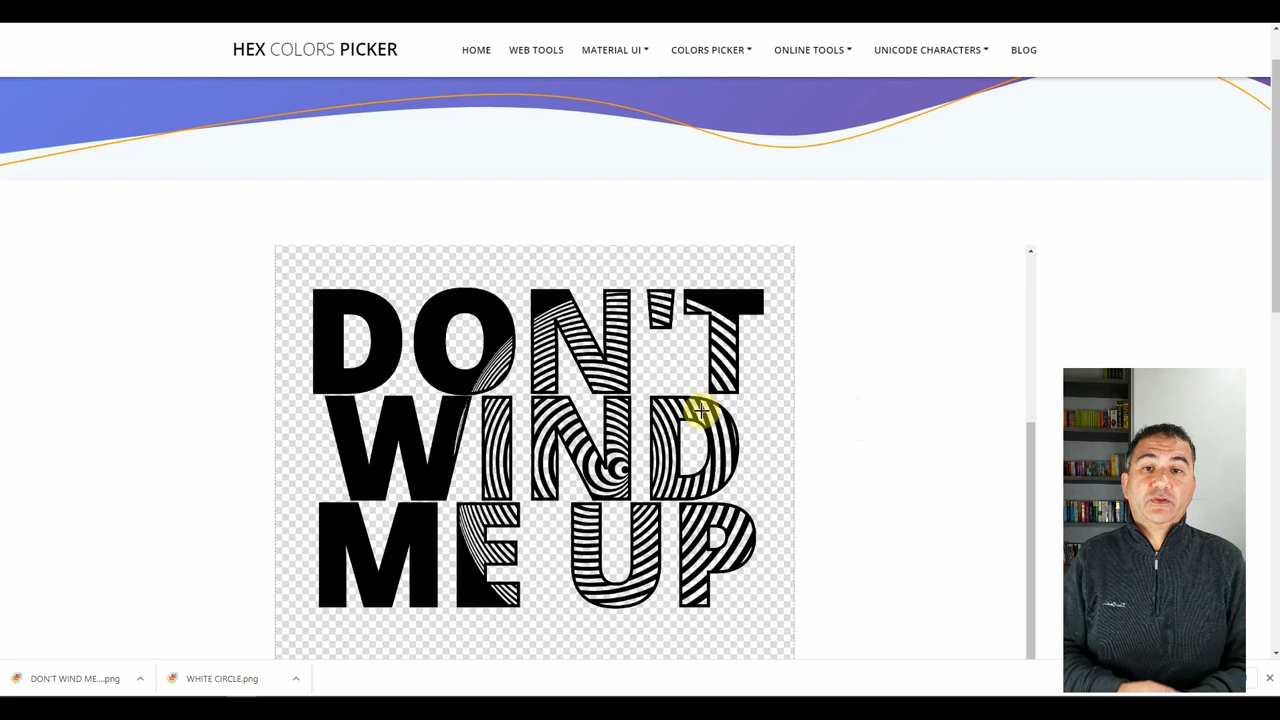 HEX COLORS PICKER
HOME WEB TOOLS MATERIAL UI COLORS PICKER ONLINE TOOLS UNICODE CHARACTERS BLOG
DON'T
WIND
ME UP
DON'T WIND ME....png WHITE CIRCLE.png